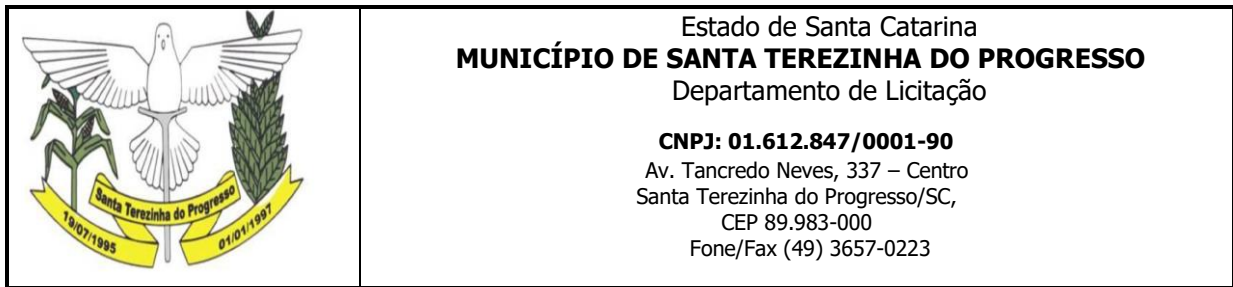 Santa Terezinha do Progresso
19/07/1995
01/01/1997
Estado de Santa Catarina
MUNICÍPIO DE SANTA TEREZINHA DO PROGRESSO
Departamento de Licitação
CNPJ: 01.612.847/0001-90
Av. Tancredo Neves, 337 – Centro
Santa Terezinha do Progresso/SC,
CEP 89.983-000
Fone/Fax (49) 3657-0223